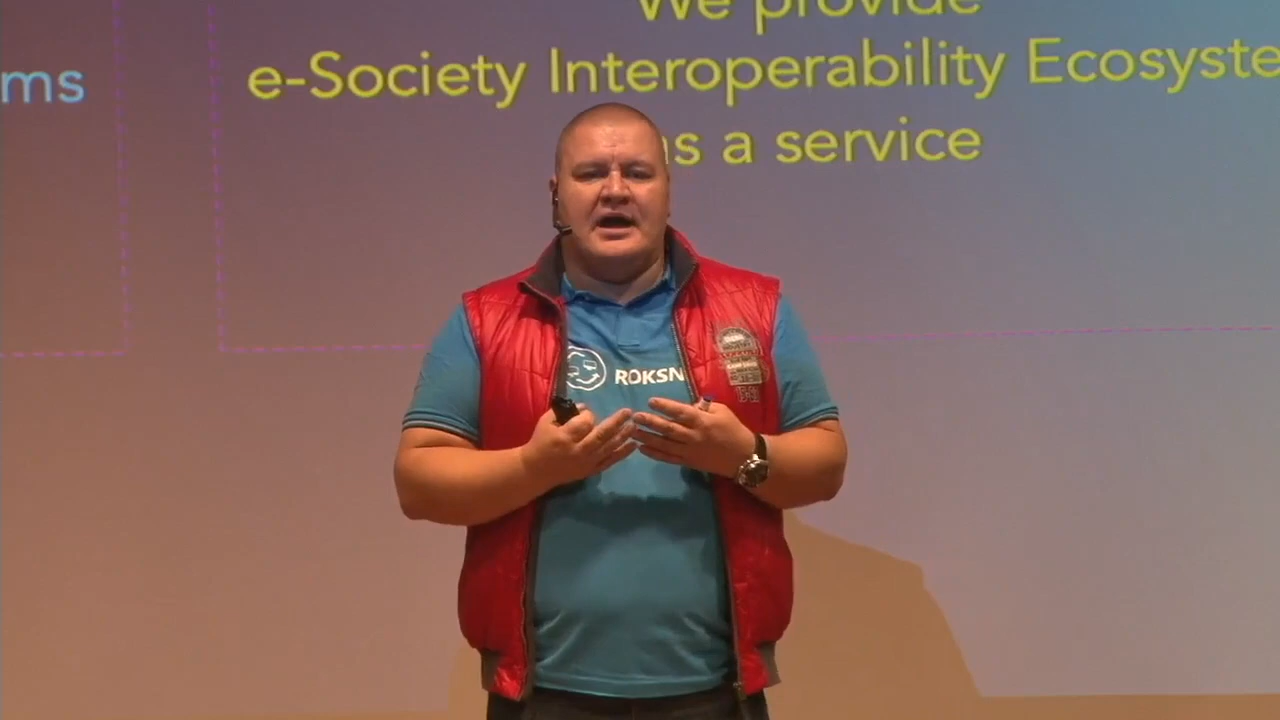 We provide
ms
e-Society Interoperability Ecosyste
as a service
ROKSN